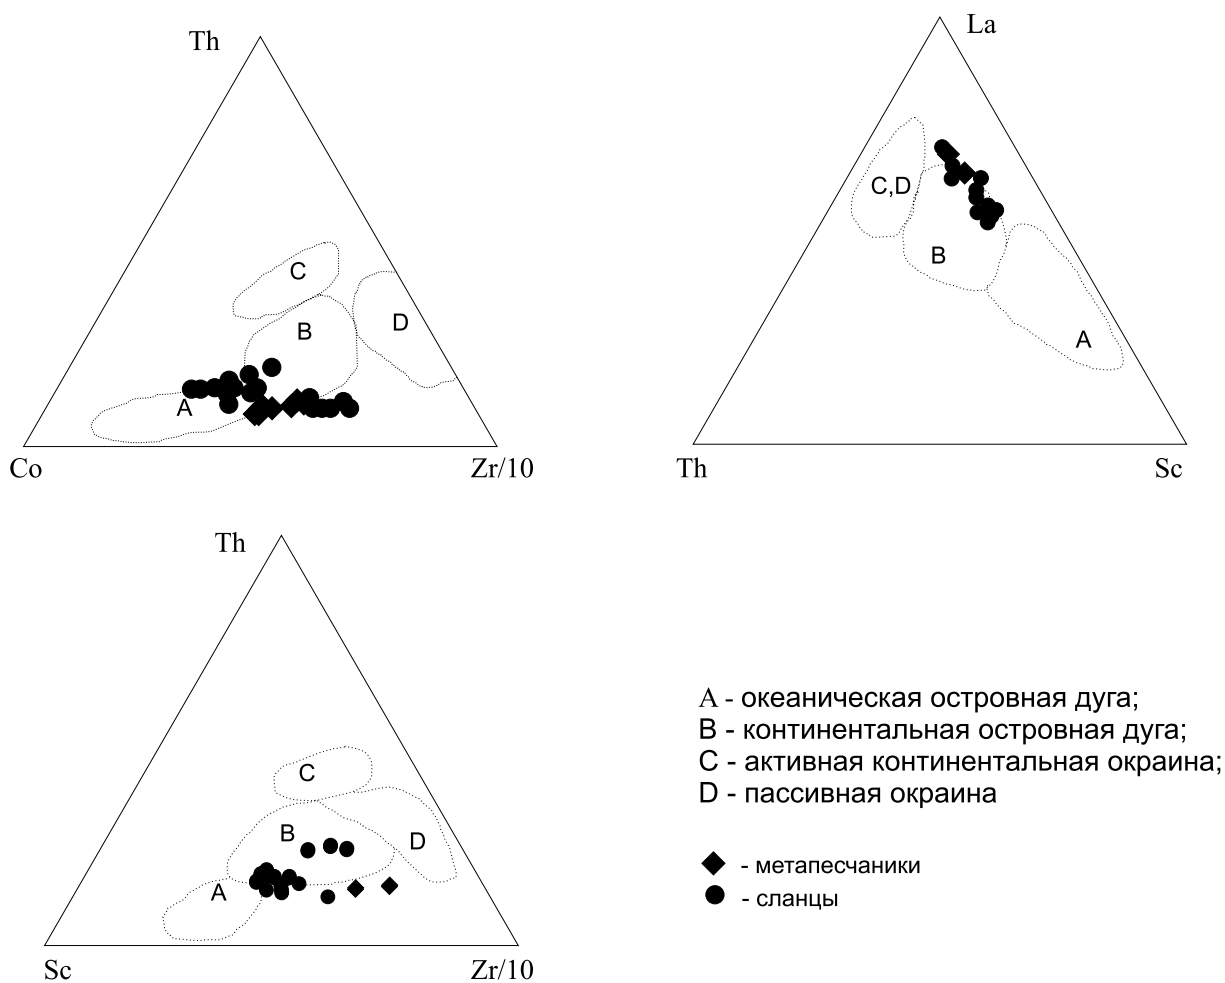 Th
C
B
D
A
Co
Zr/10
La
C,D
B
A
Th
Sc
Th
C
B
D
A
Sc
Zr/10
A - океаническая островная дуга;
B - континентальная островная дуга;
C - активная континентальная окраина;
D - пассивная окраина
- метапесчаники
- сланцы